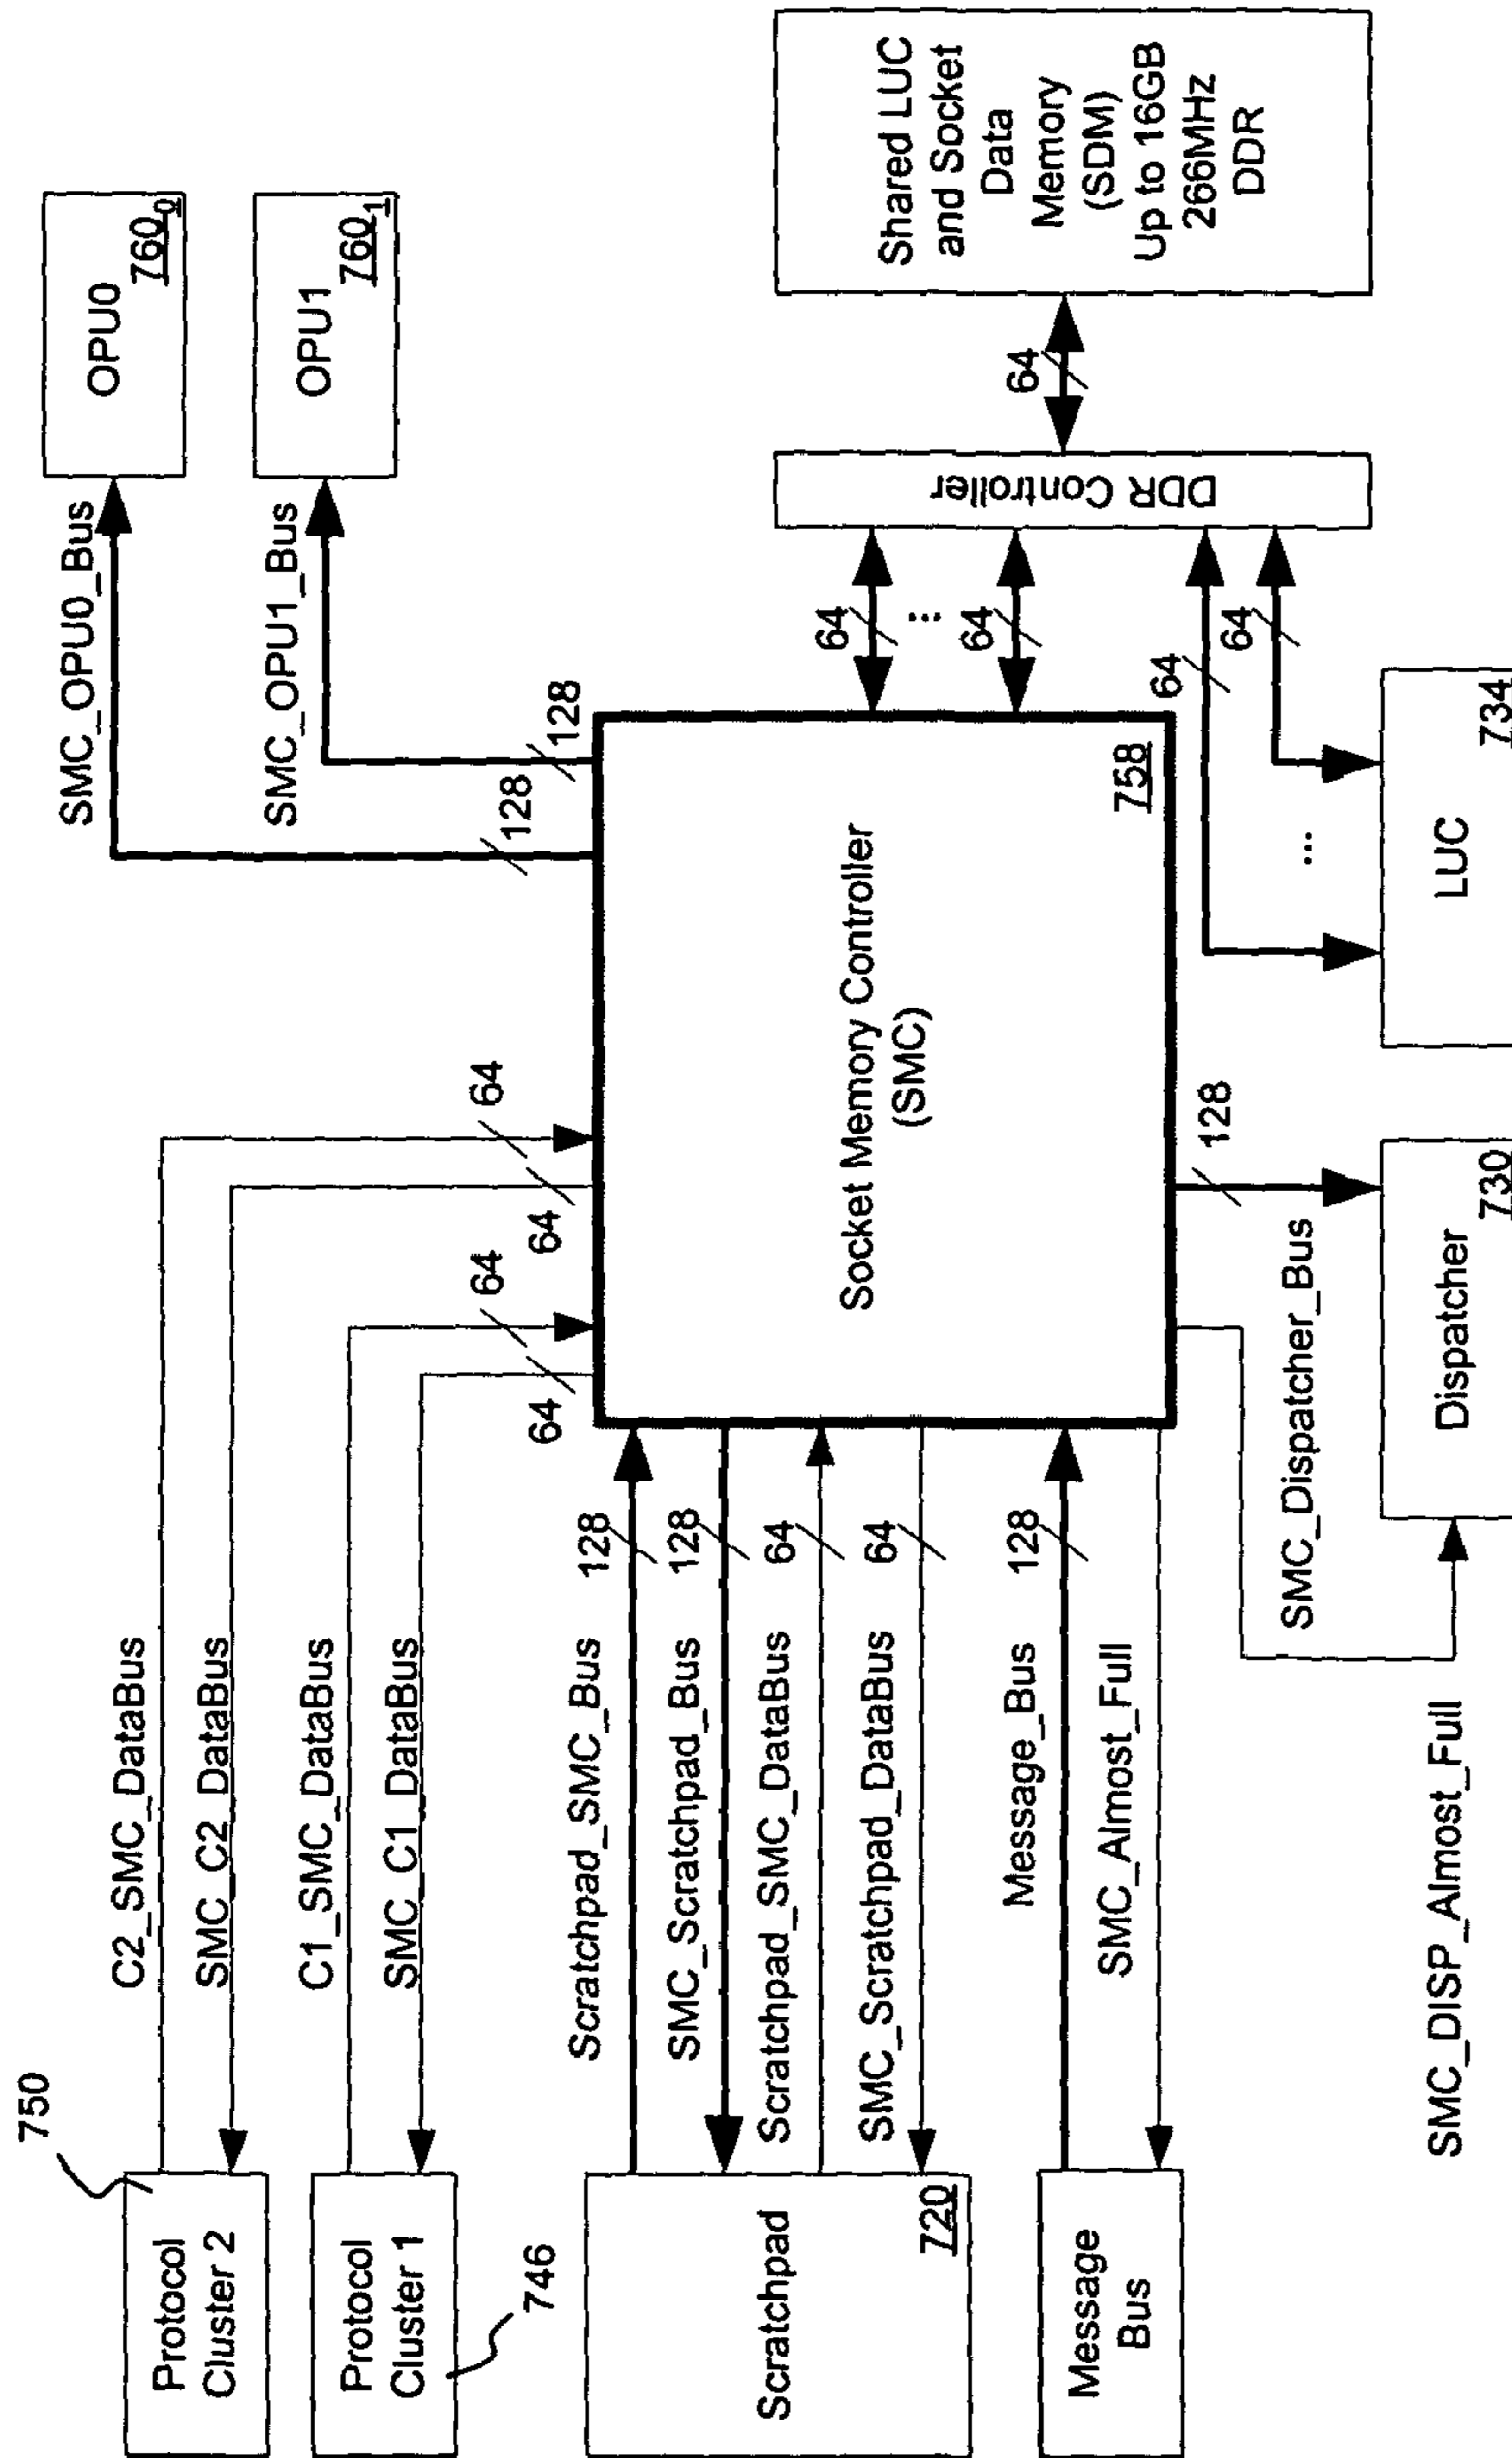 750
Protocol
Cluster 2
C2_SMC_DataBus
SMC_C2_DataBus
64
64
Protocol
Cluster 1
746
C1_SMC_DataBus
SMC_C1_DataBus
64
64
SMC_OPU0_Bus
128
OPU0
760₀
SMC_OPU1_Bus
128
OPU1
760₁
Scratchpad
720
Scratchpad_SMC_Bus
128
SMC_Scratchpad_Bus
128
Scratchpad_SMC_DataBus
64
SMC_Scratchpad_DataBus
64
Message
Bus
Message_Bus
128
SMC_Almost_Full
Socket Memory Controller
(SMC)
758
64
...
64
64
64
...
DDR Controller
64
Shared LUC
and Socket
Data
Memory
(SDM)
Up to 16GB
266MHz
DDR
SMC_DISP_Almost_Full
SMC_Dispatcher_Bus
128
Dispatcher
730
LUC
734